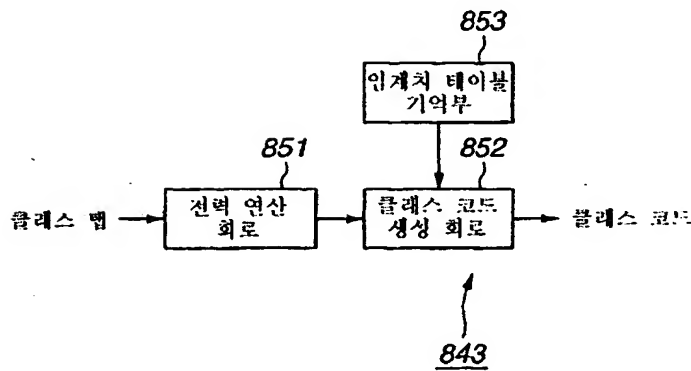 853
임계치 테이블
기억부
851
852
클래스 탭
전력 연산
회로
클래스 코드
생성 회로
클래스 코드
843